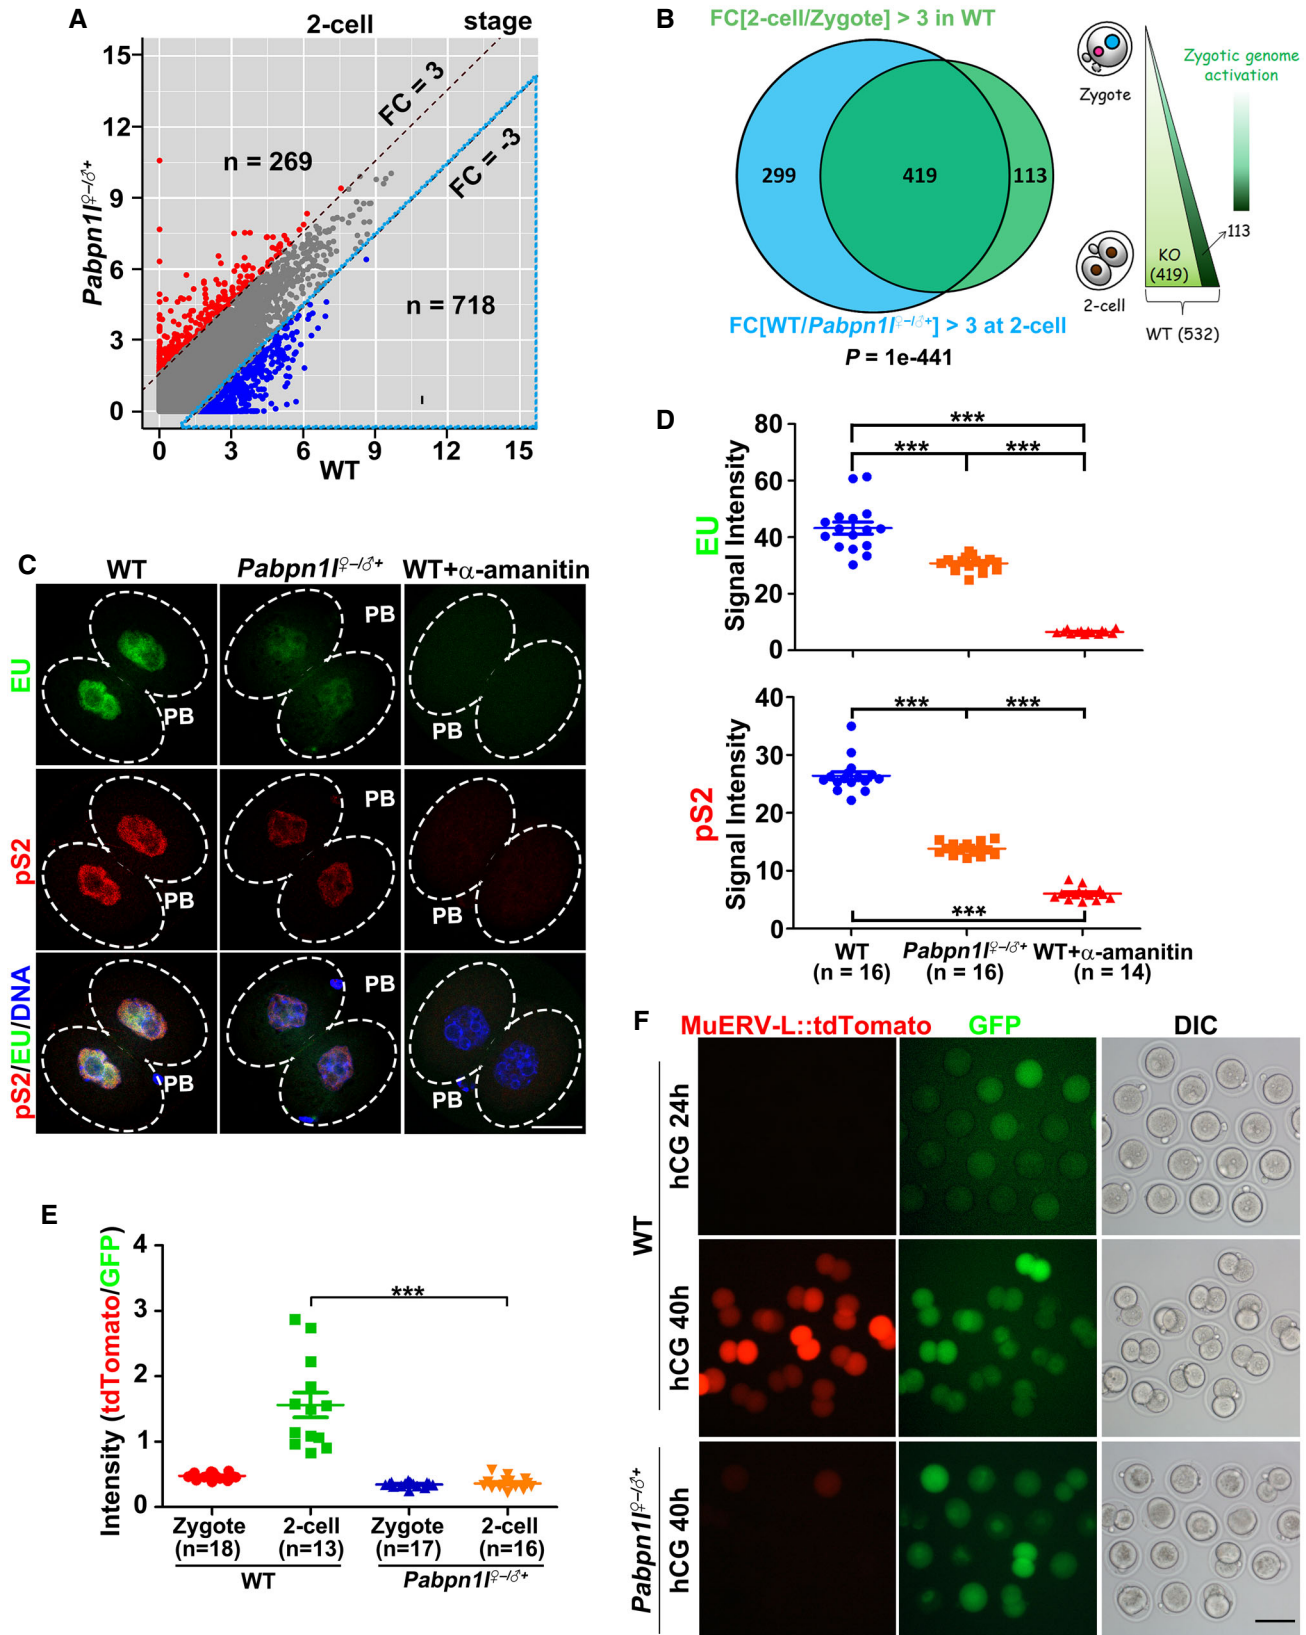 A
2-cell stage
15
12
9
6
3
0
Pabpn1l♀−/♂+
FC = 3
FC = -3
n = 269
n = 718
0 3 6 9 12 15
WT
B
FC[2-cell/Zygote] > 3 in WT
299
419
113
FC[WT/Pabpn1l♀−/♂+] > 3 at 2-cell
P = 1e-441
Zygote
2-cell
Zygotic genome
activation
113
KO
(419)
WT (532)
C
WT
Pabpn1l♀−/♂+
WT+α-amanitin
EU
PB
PB
PB
pS2
PB
PB
PB
pS2/EU/DNA
PB
PB
PB
D
EU
Signal Intensity
80
60
40
20
0
***
*** ***
pS2
Signal Intensity
40
30
20
10
0
*** ***
***
WT
(n = 16)
Pabpn1l♀−/♂+
(n = 16)
WT+α-amanitin
(n = 14)
E
Intensity (tdTomato/GFP)
4
3
2
1
0
***
Zygote
(n=18)
2-cell
(n=13)
Zygote
(n=17)
2-cell
(n=16)
WT
Pabpn1l♀−/♂+
F
MuERV-L::tdTomato
GFP
DIC
WT
hCG 24h
hCG 40h
Pabpn1l♀−/♂+
hCG 40h